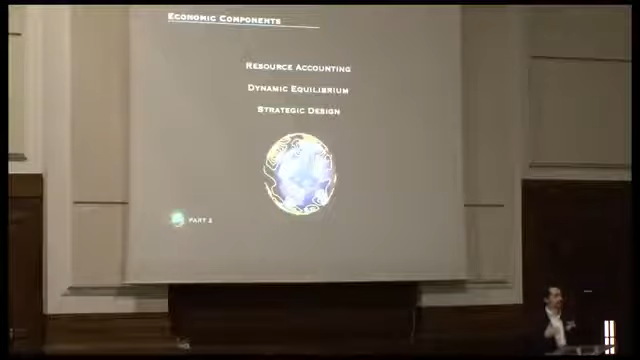 Economic Components
Resource Accounting
Dynamic Equilibrium
Strategic Design
Part 2